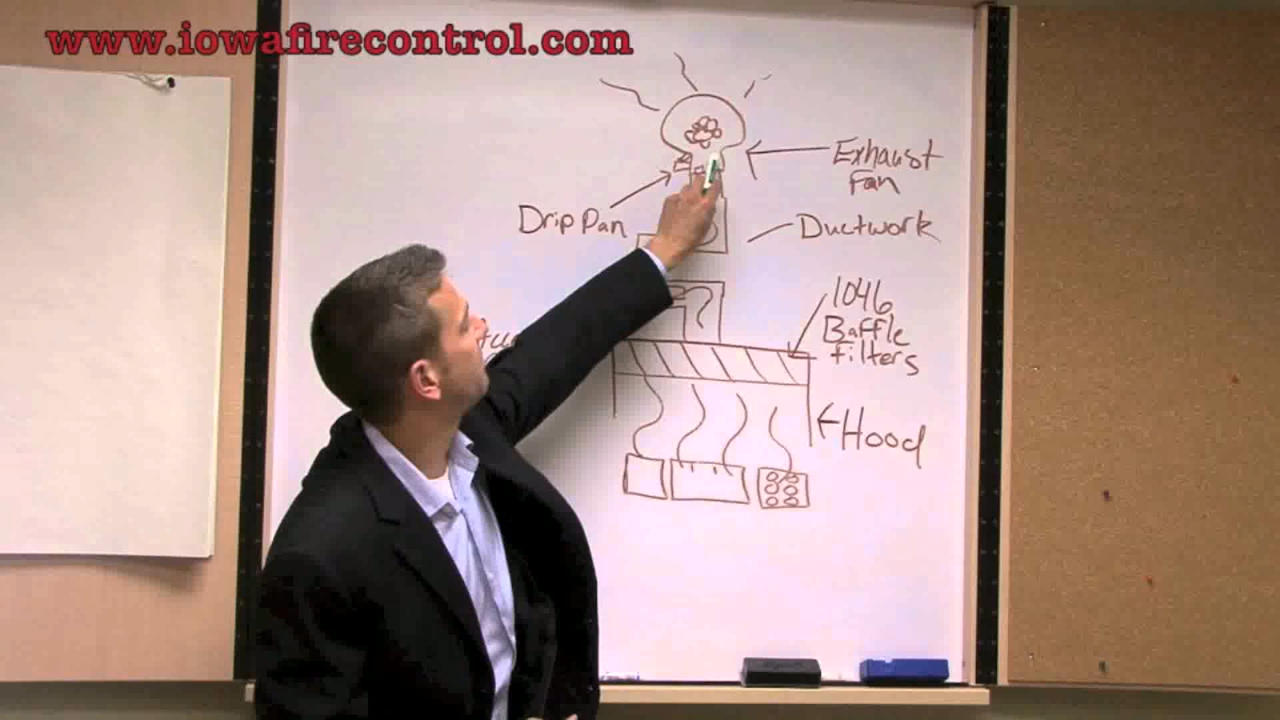 www.iowafirecontrol.com
Exhaust
Fan
Drip Pan
Ductwork
1046
Baffle
filters
Hood